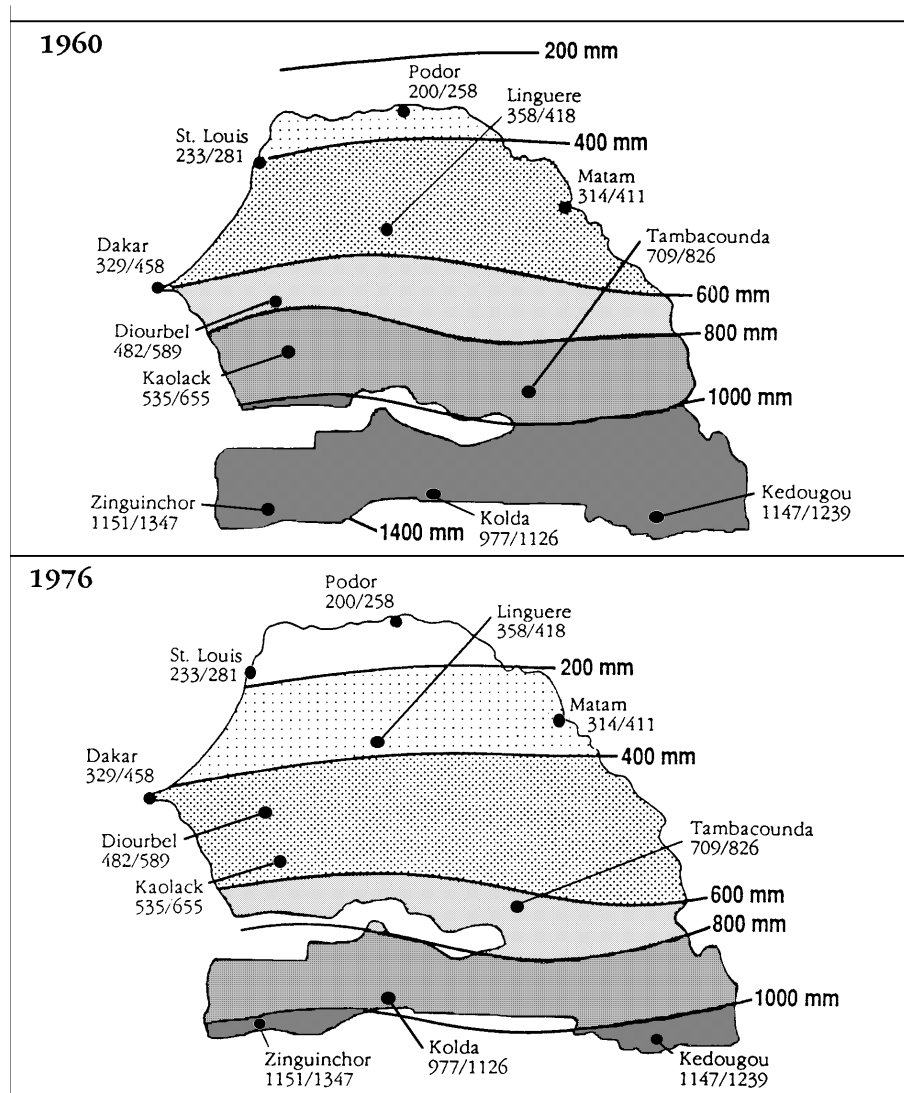 1960
200 mm
Podor
200/258
Linguere
358/418
St. Louis
233/281
400 mm
Matam
314/411
Dakar
329/458
Tambacounda
709/826
600 mm
Diourbel
482/589
800 mm
Kaolack
535/655
1000 mm
Zinguinchor
1151/1347
1400 mm
Kolda
977/1126
Kedougou
1147/1239
1976
Podor
200/258
Linguere
358/418
St. Louis
233/281
200 mm
Matam
314/411
Dakar
329/458
400 mm
Diourbel
482/589
Tambacounda
709/826
Kaolack
535/655
600 mm
800 mm
1000 mm
Zinguinchor
1151/1347
Kolda
977/1126
Kedougou
1147/1239